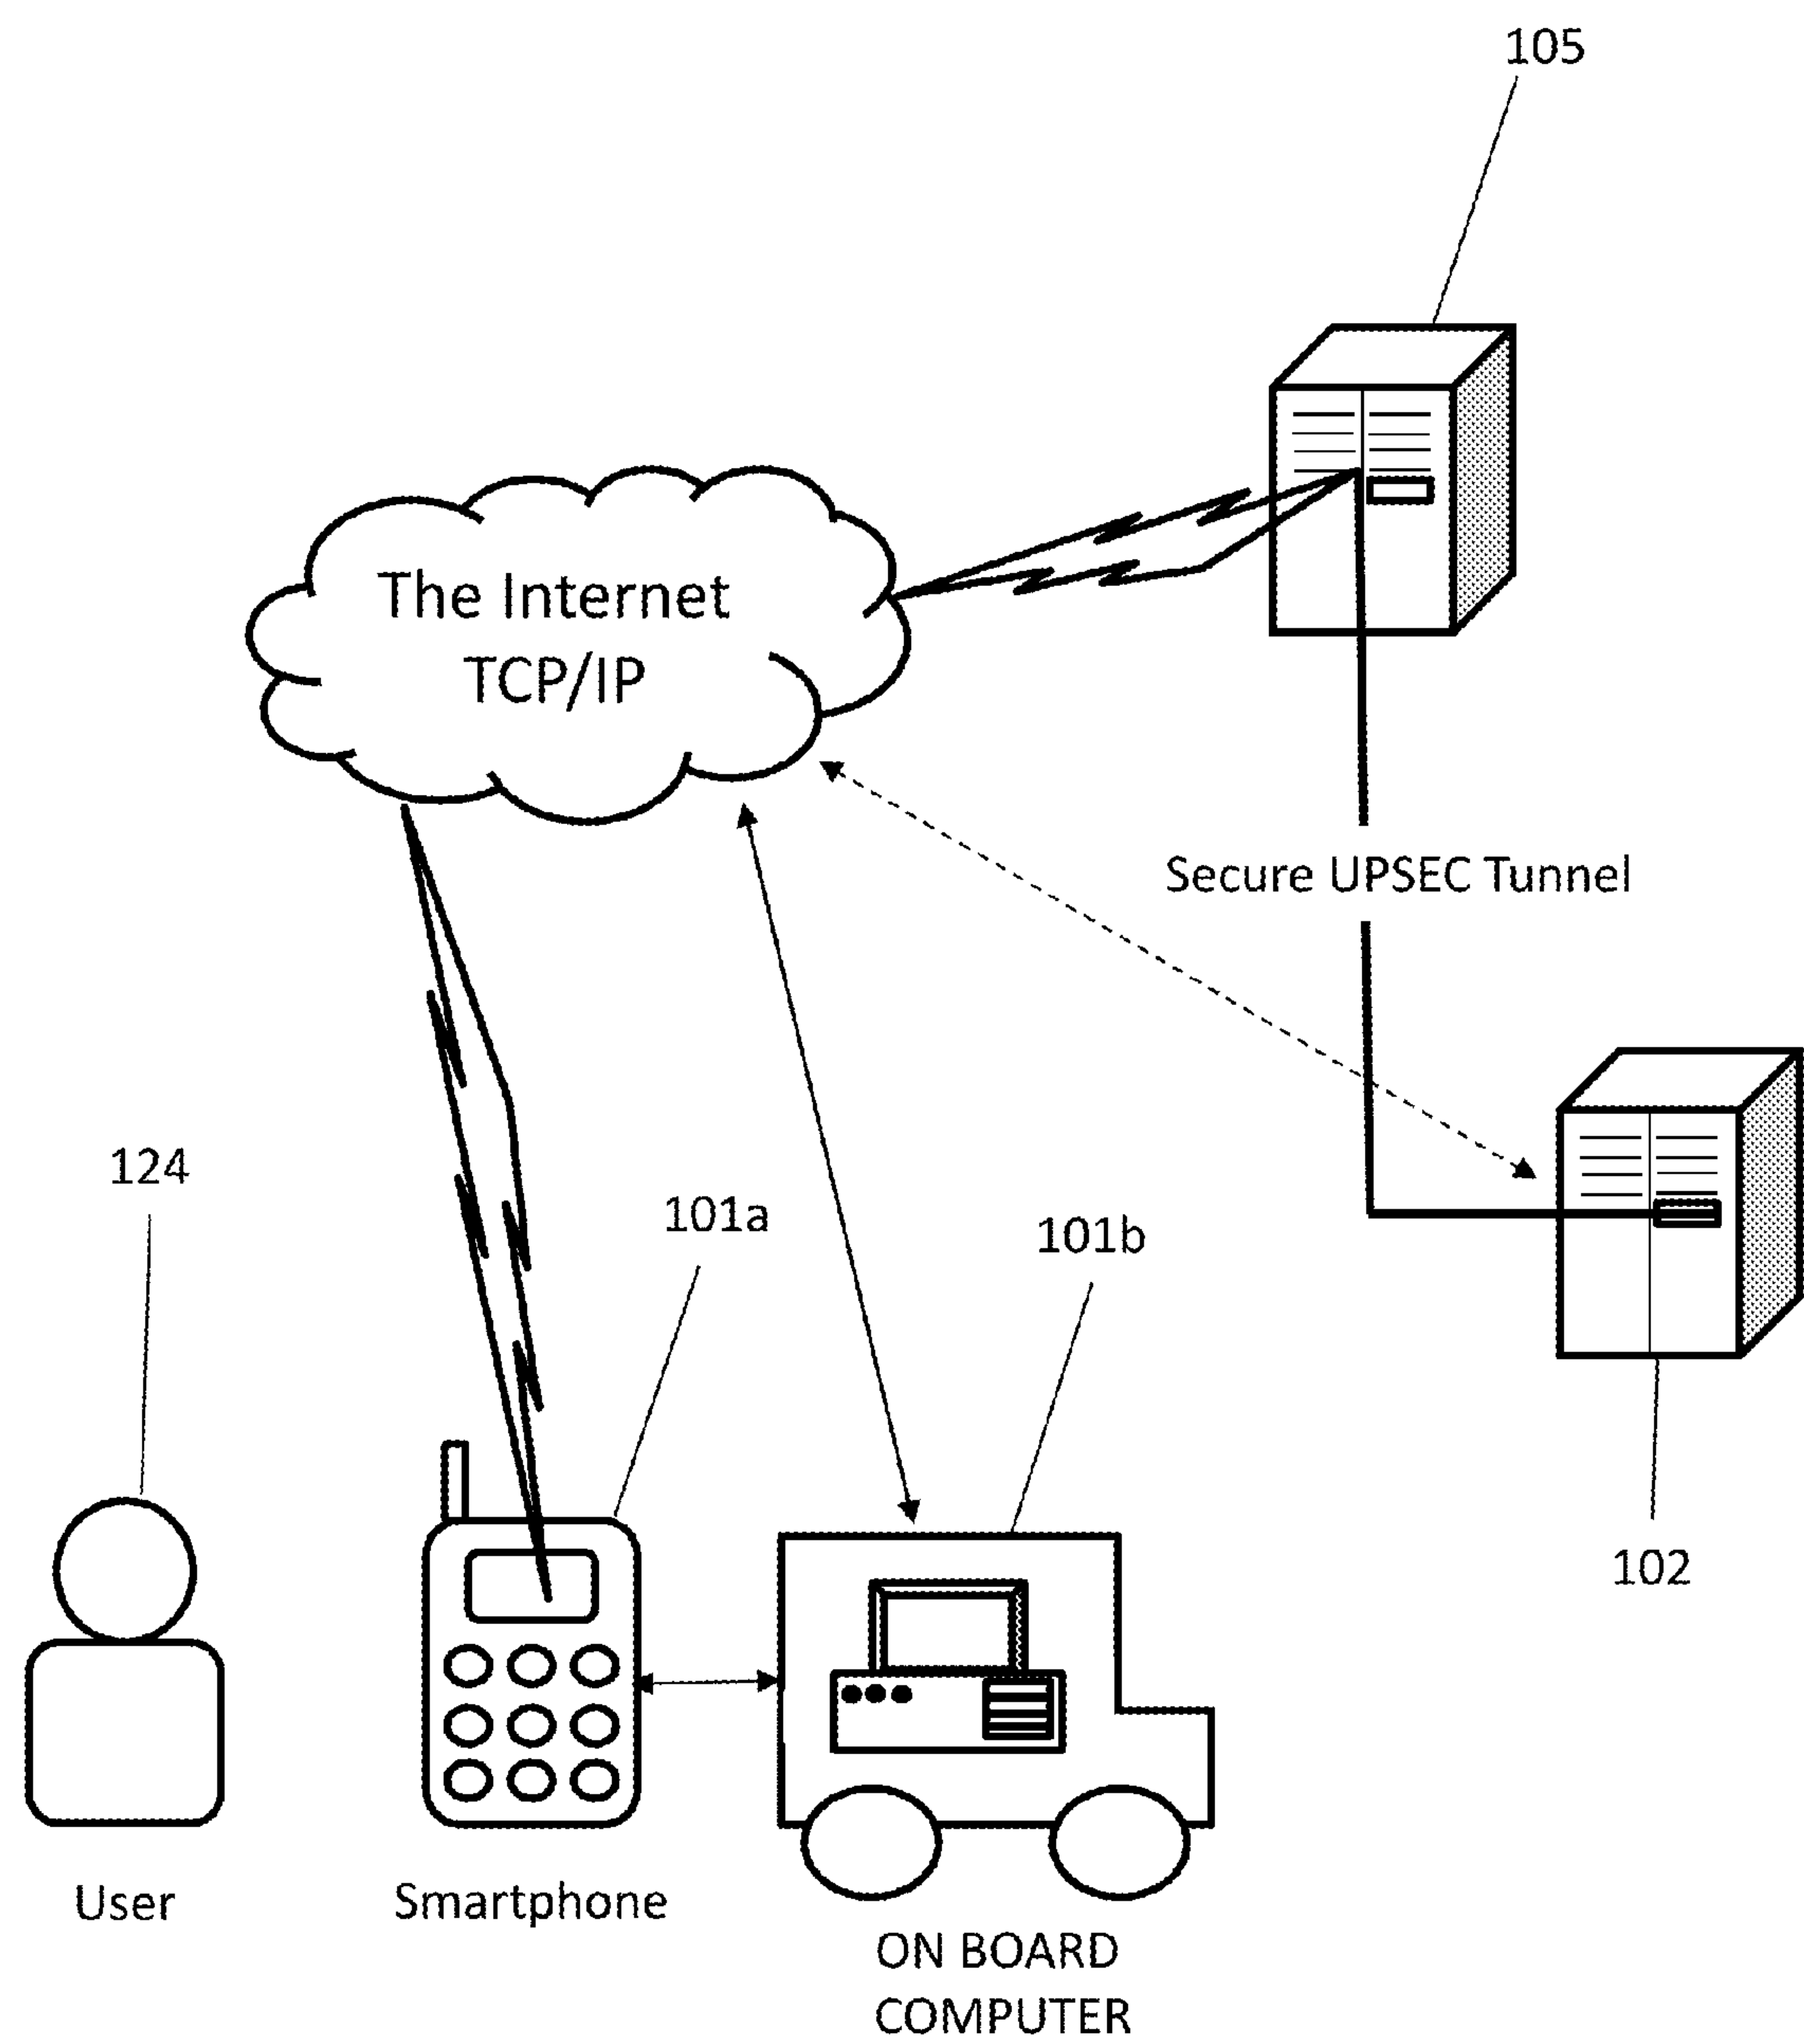 105
The Internet
TCP/IP
Secure UPSEC Tunnel
124
101a
101b
102
User
Smartphone
ON BOARD
COMPUTER